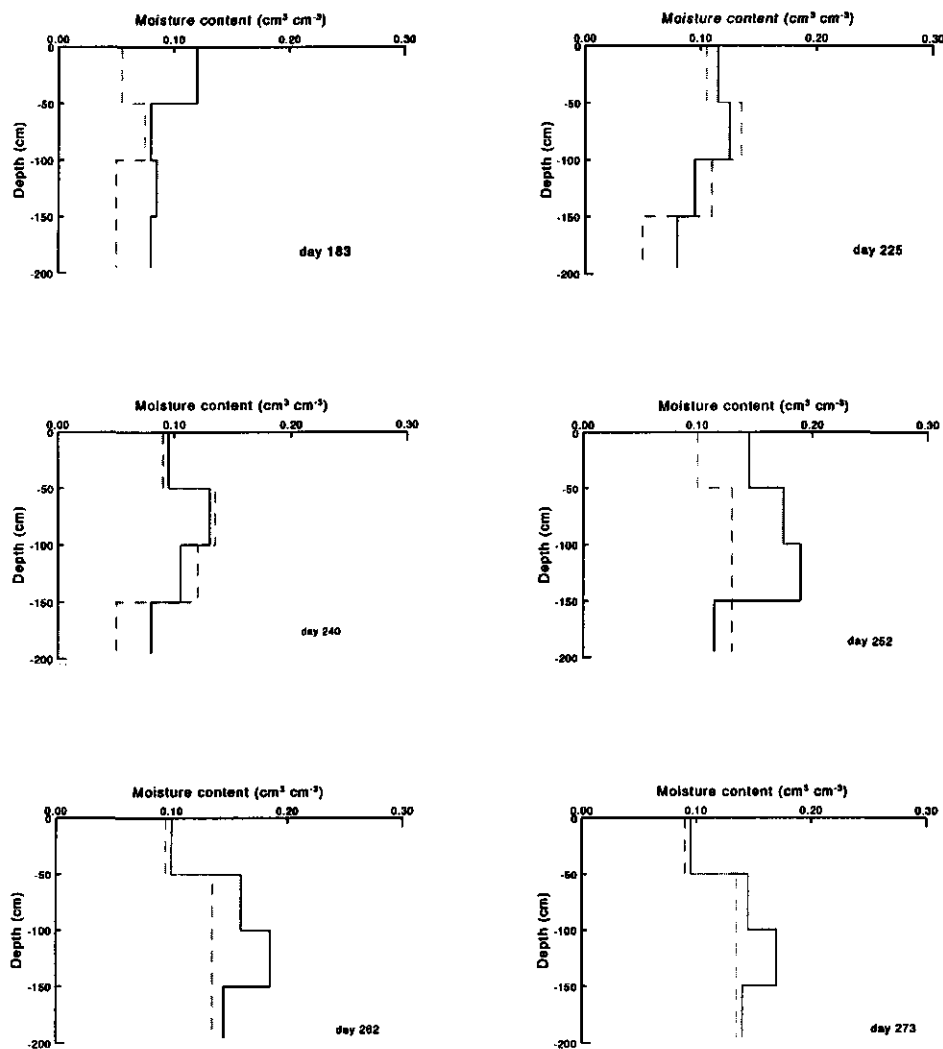 Moisture content (cm³ cm⁻³)
0.00 0.10 0.20 0.30
0
-50
-100
-150
-200
Depth (cm)
day 183
Moisture content (cm³ cm⁻³)
0.00 0.10 0.20 0.30
0
-50
-100
-150
-200
Depth (cm)
day 225
Moisture content (cm³ cm⁻³)
0.00 0.10 0.20 0.30
0
-50
-100
-150
-200
Depth (cm)
day 240
Moisture content (cm³ cm⁻³)
0.00 0.10 0.20 0.30
0
-50
-100
-150
-200
Depth (cm)
day 252
Moisture content (cm³ cm⁻³)
0.00 0.10 0.20 0.30
0
-50
-100
-150
-200
Depth (cm)
day 262
Moisture content (cm³ cm⁻³)
0.00 0.10 0.20 0.30
0
-50
-100
-150
-200
Depth (cm)
day 273